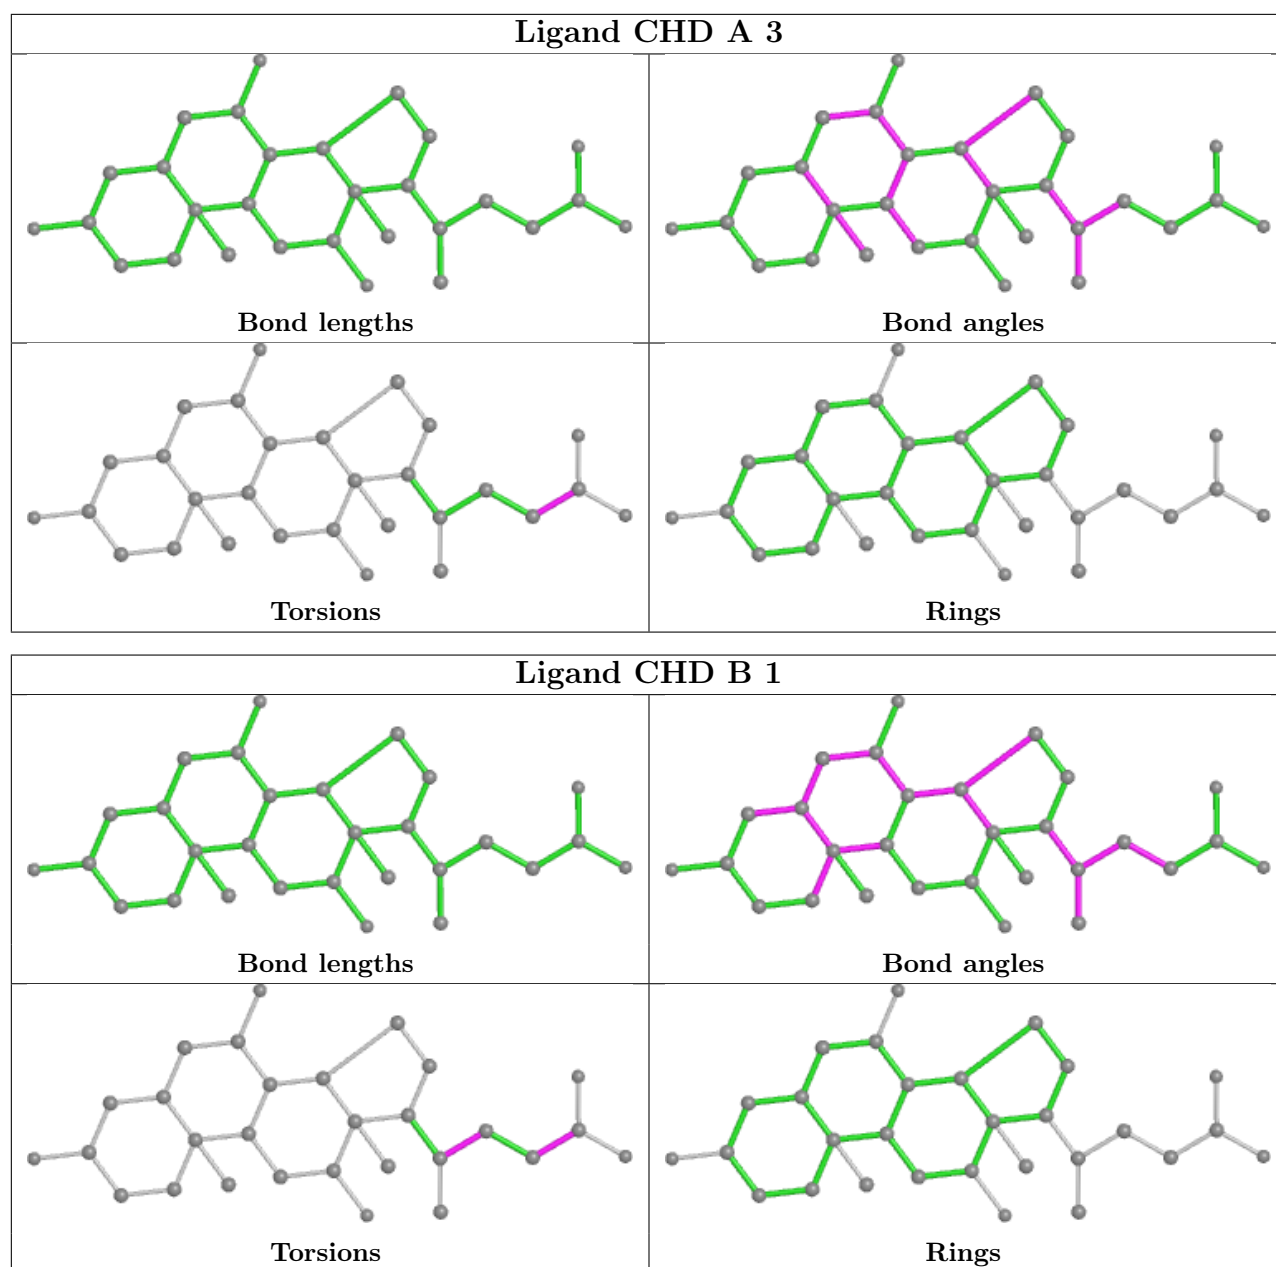 Ligand CHD A 3
Bond lengths
Bond angles
Torsions
Rings
Ligand CHD B 1
Bond lengths
Bond angles
Torsions
Rings